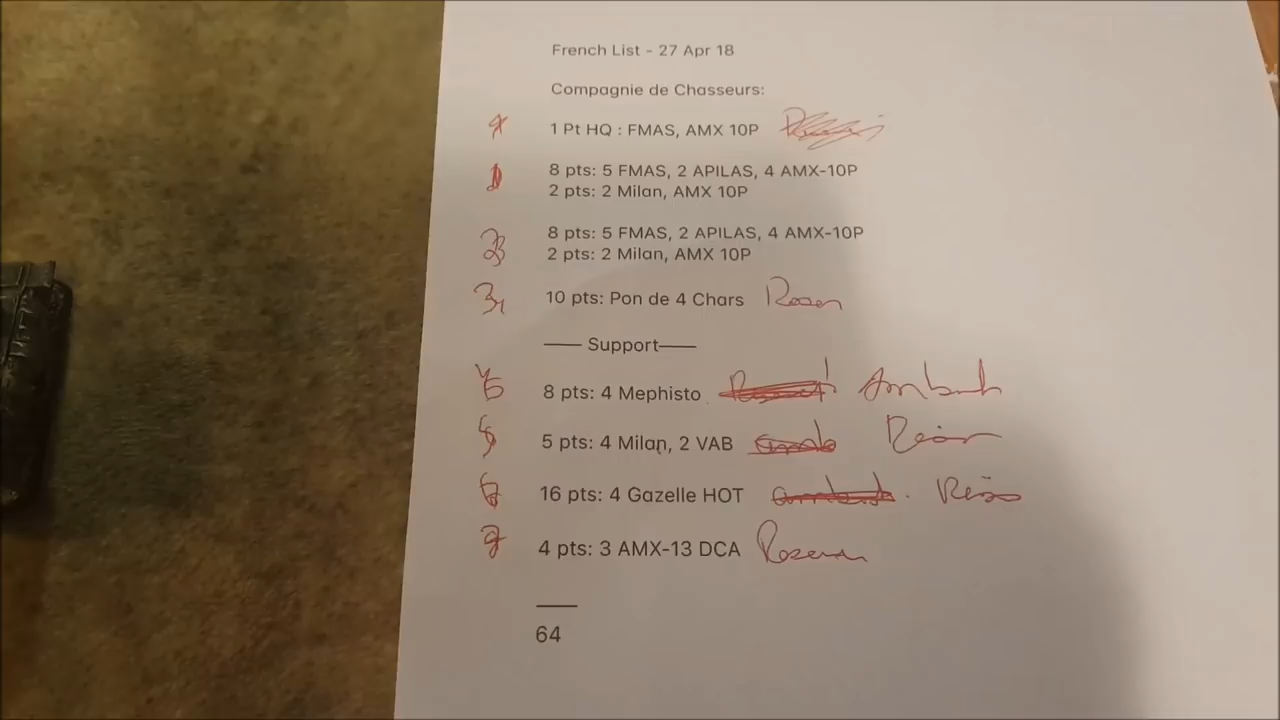 French List - 27 Apr 18
Compagnie de Chasseurs:
1 Pt HQ : FMAS, AMX 10P
8 pts: 5 FMAS, 2 APILAS, 4 AMX-10P
2 pts: 2 Milan, AMX 10P
8 pts: 5 FMAS, 2 APILAS, 4 AMX-10P
2 pts: 2 Milan, AMX 10P
10 pts: Pon de 4 Chars
—— Support——
8 pts: 4 Mephisto Ambush
5 pts: 4 Milan, 2 VAB
16 pts: 4 Gazelle HOT
4 pts: 3 AMX-13 DCA
64